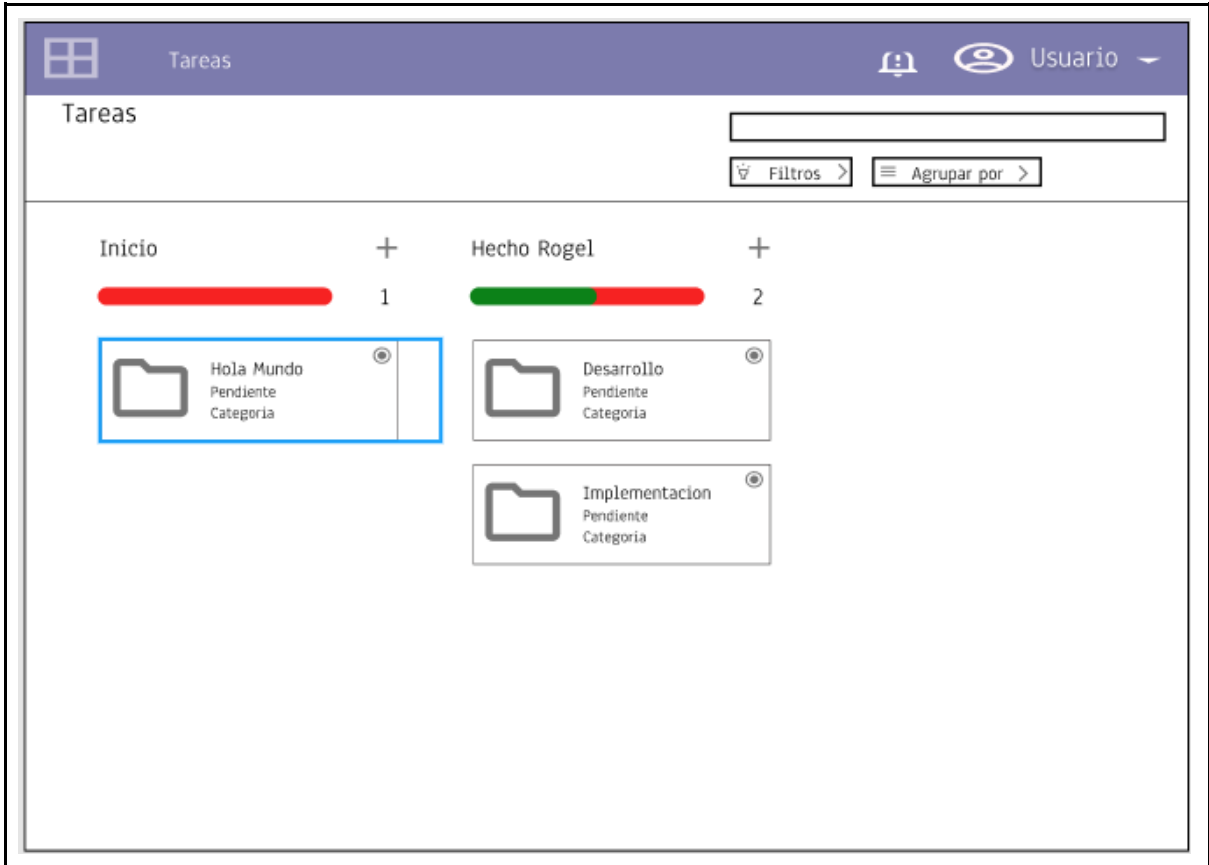 Tareas
Usuario
Tareas
Filtros
Agrupar por
Inicio
1
Hola Mundo
Pendiente
Categoria
Hecho Rogel
2
Desarrollo
Pendiente
Categoria
Implementacion
Pendiente
Categoria